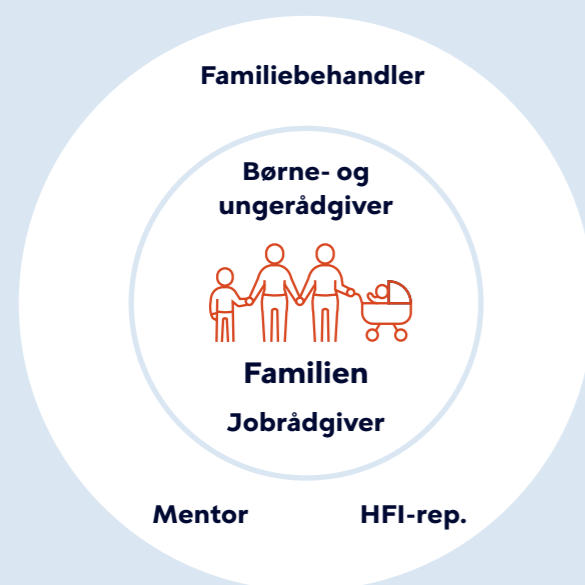 Familiebehandler
Børne- og
ungerådgiver
Familien
Jobrådgiver
Mentor
HFI-rep.